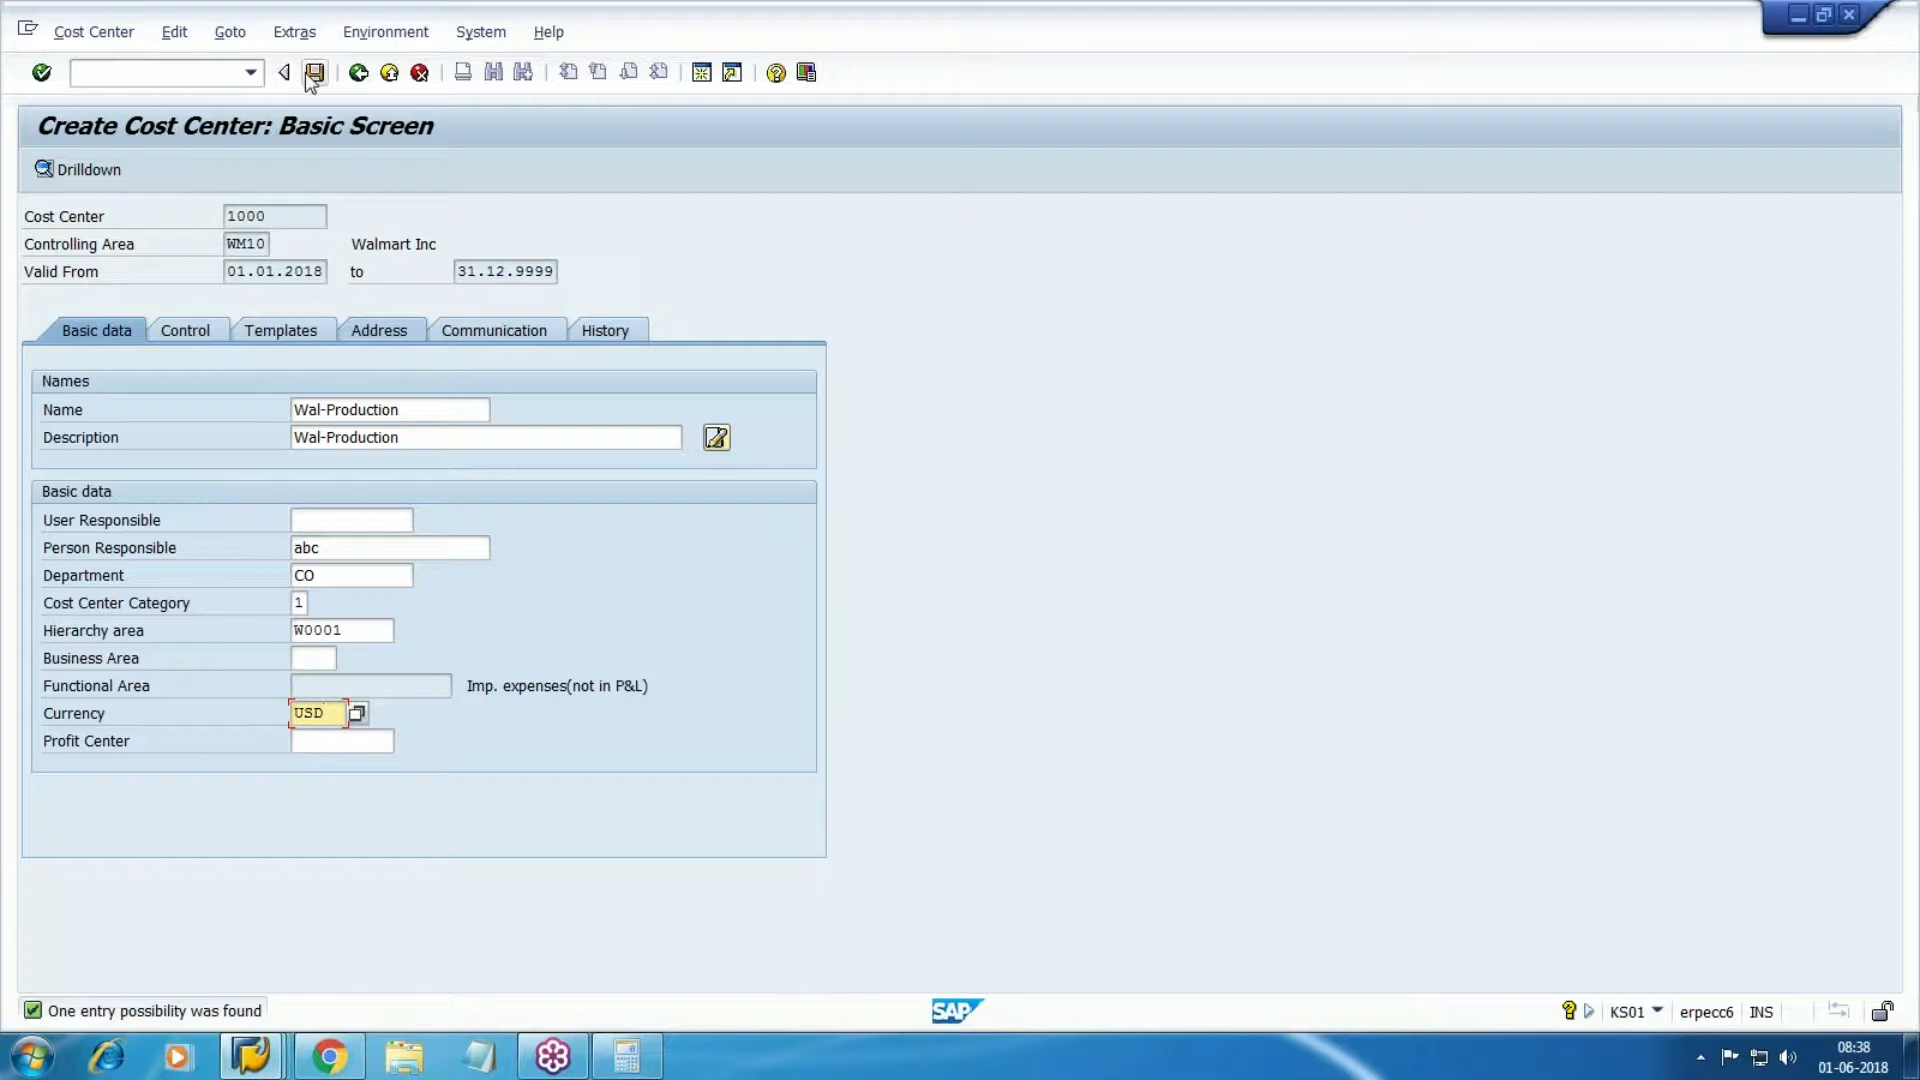 Cost Center Edit Goto Extras Environment System Help
Create Cost Center: Basic Screen
Drilldown
Cost Center 1000
Controlling Area WM10 Walmart Inc
Valid From 01.01.2018 to 31.12.9999
Basic data Control Templates Address Communication History
Names
Name Wal-Production
Description Wal-Production
Basic data
User Responsible
Person Responsible abc
Department CO
Cost Center Category 1
Hierarchy area W0001
Business Area
Functional Area Imp. expenses(not in P&L)
Currency USD
Profit Center
One entry possibility was found SAP KS01 erpecc6 INS
08:38
01-06-2018